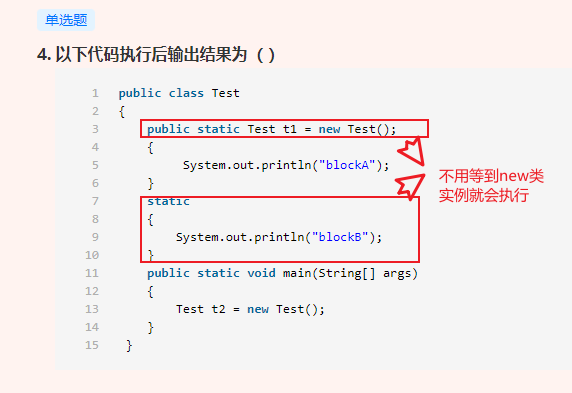 单选题
4. 以下代码执行后输出结果为（ ）
1 public class Test
2 {
3 public static Test t1 = new Test();
4 {
5 System.out.println("blockA");
6 }
7 static
8 {
9 System.out.println("blockB");
10 }
11 public static void main(String[] args)
12 {
13 Test t2 = new Test();
14 }
15 }
不用等到new类
实例就会执行